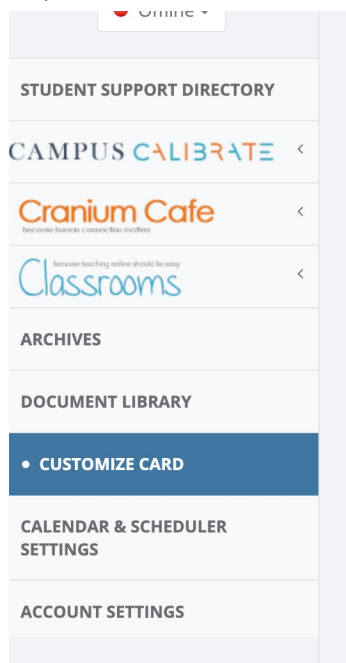 Offline
STUDENT SUPPORT DIRECTORY
CAMPUS CALIBRATE
Cranium Cafe
because human connection matters
because teaching online should be easy
Classrooms
ARCHIVES
DOCUMENT LIBRARY
CUSTOMIZE CARD
CALENDAR & SCHEDULER
SETTINGS
ACCOUNT SETTINGS